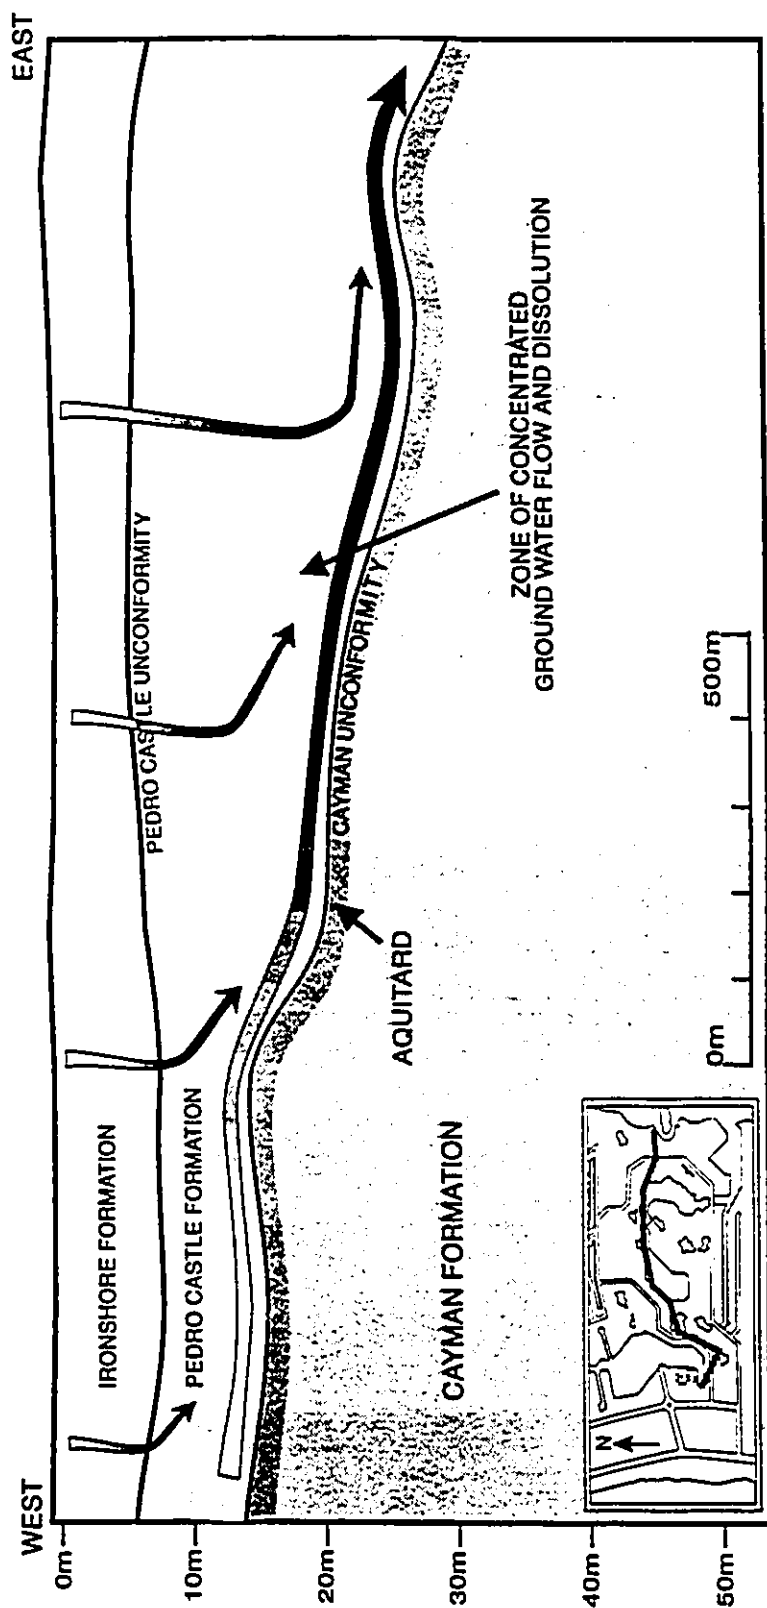 WEST
EAST
0m
10m
20m
30m
40m
50m
IRONSHORE FORMATION
PEDRO CASTLE UNCONFORMITY
PEDRO CASTLE FORMATION
CAYMAN UNCONFORMITY
AQUITARD
ZONE OF CONCENTRATED
GROUND WATER FLOW AND DISSOLUTION
CAYMAN FORMATION
0m
500m
N